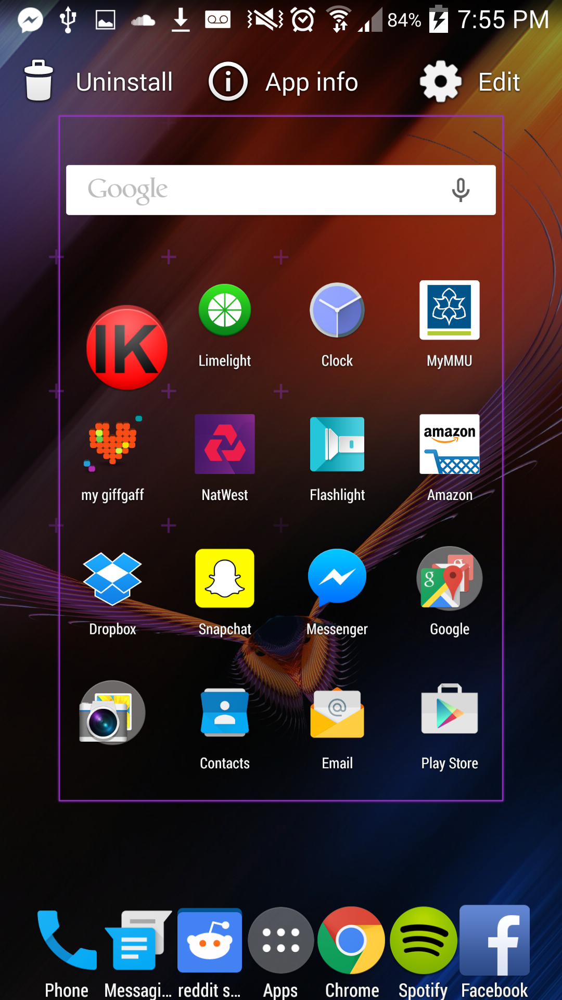 84% 7:55 PM
Uninstall App info Edit
Google
IK
Limelight Clock MyMMU
amazon
my giffgaff NatWest Flashlight Amazon
g
g
@
Dropbox Snapchat Messenger Google
Contacts Email Play Store
f
Phone Messagi... reddit s... Apps Chrome Spotify Facebook